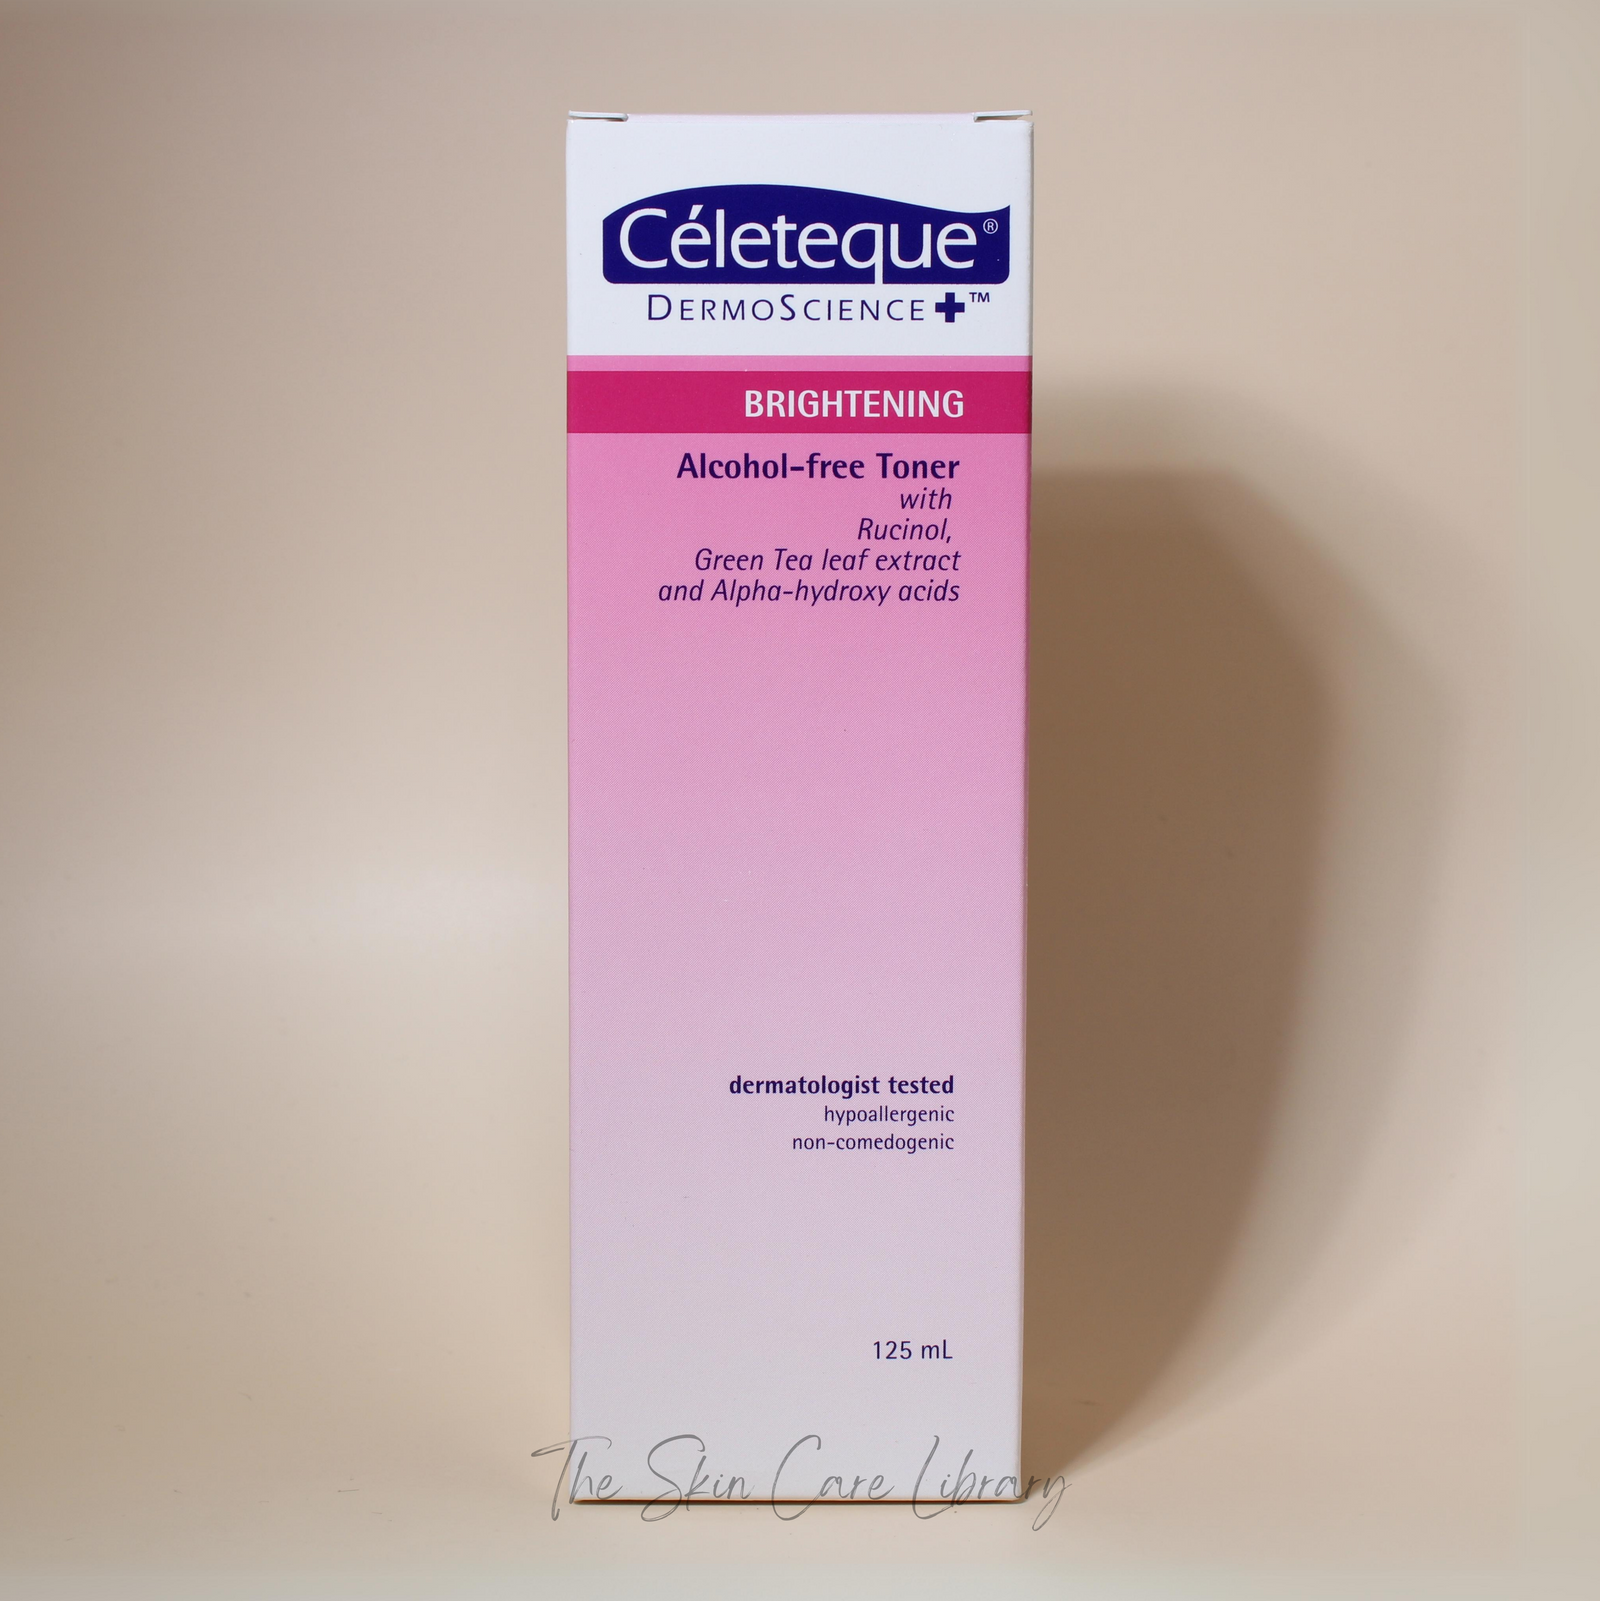 Céleteque®
DERMOSCIENCE✚™
BRIGHTENING
Alcohol-free Toner
with
Rucinol,
Green Tea leaf extract
and Alpha-hydroxy acids
dermatologist tested
hypoallergenic
non-comedogenic
125 mL
The Skin Care Library